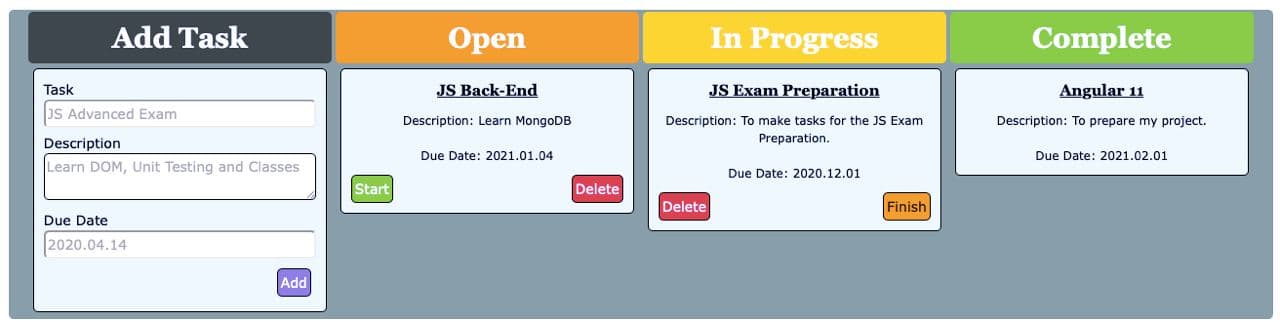 Add Task
Task
JS Advanced Exam
Description
Learn DOM, Unit Testing and Classes
Due Date
2020.04.14
Add
Open
JS Back-End
Description: Learn MongoDB
Due Date: 2021.01.04
Start
Delete
In Progress
JS Exam Preparation
Description: To make tasks for the JS Exam
Preparation.
Due Date: 2020.12.01
Delete
Finish
Complete
Angular 11
Description: To prepare my project.
Due Date: 2021.02.01